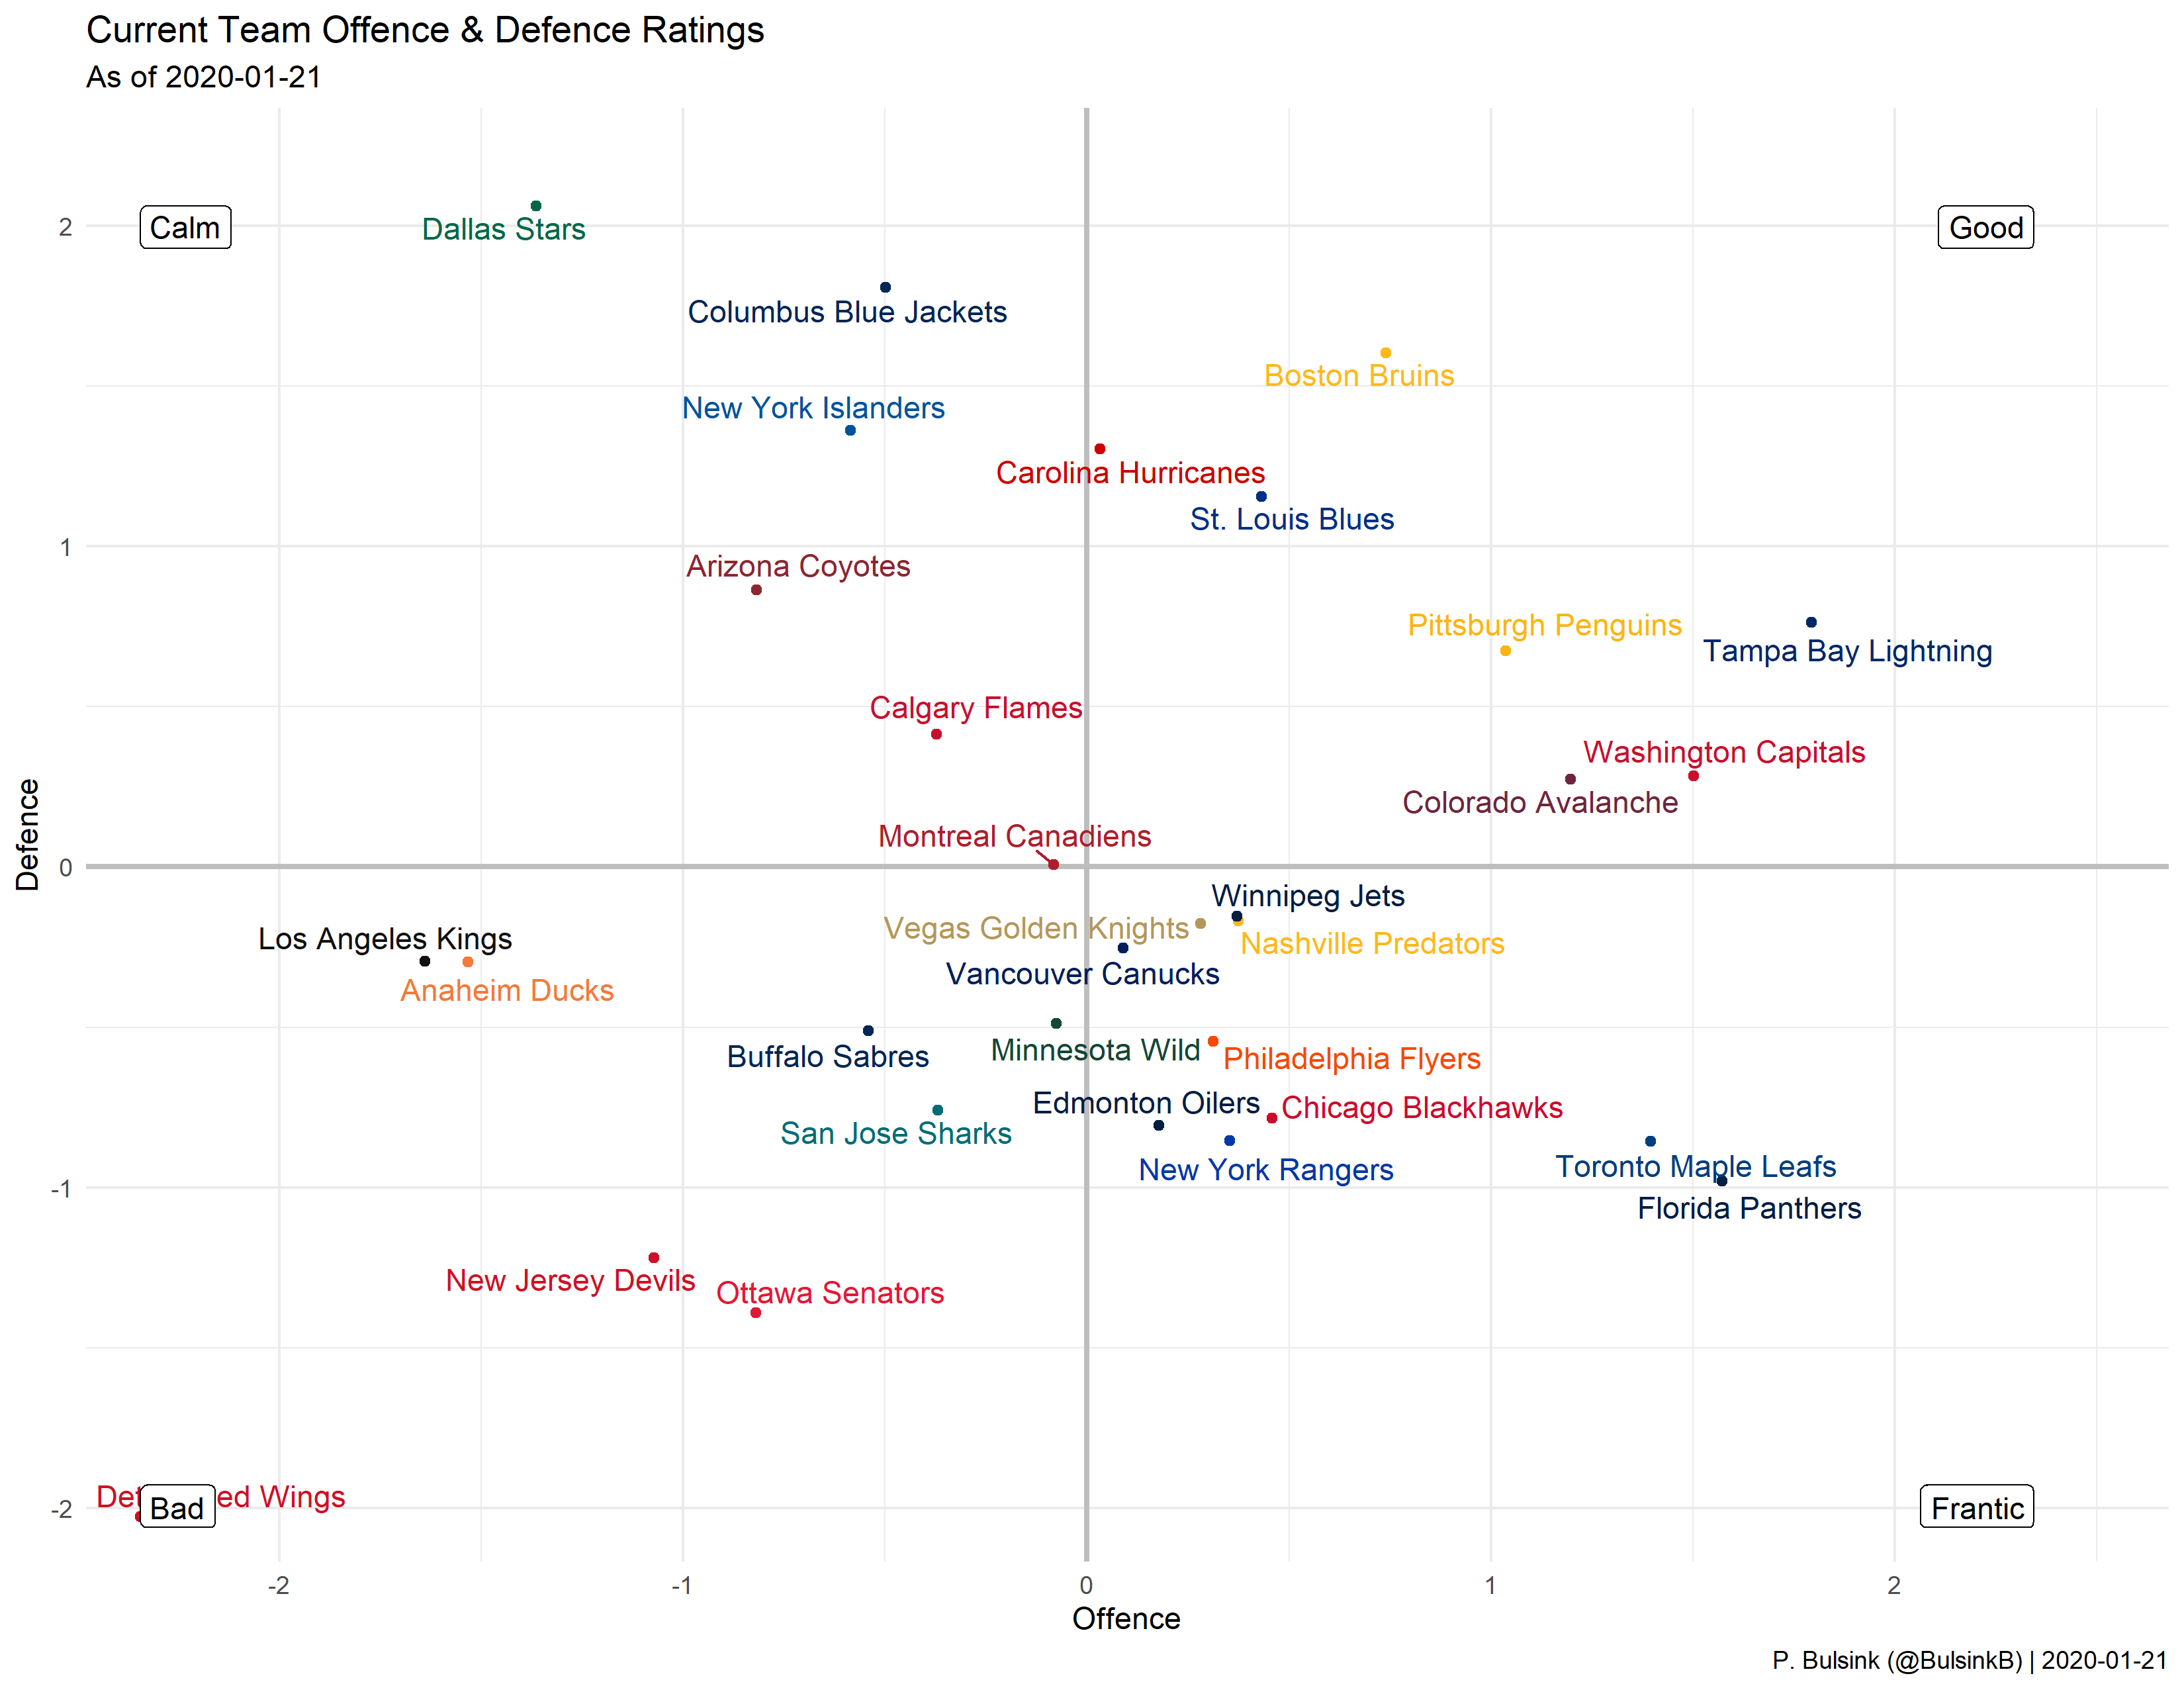 Current Team Offence & Defence Ratings
As of 2020-01-21
Calm
Dallas Stars
Good
2
Columbus Blue Jackets
Boston Bruins
New York Islanders
Carolina Hurricanes
St. Louis Blues
1
Arizona Coyotes
Pittsburgh Penguins
Tampa Bay Lightning
Calgary Flames
Washington Capitals
Colorado Avalanche
Defence
Montreal Canadiens
0
Winnipeg Jets
Vegas Golden Knights
Los Angeles Kings
Nashville Predators
Vancouver Canucks
Anaheim Ducks
Minnesota Wild
Buffalo Sabres
Philadelphia Flyers
Edmonton Oilers
Chicago Blackhawks
San Jose Sharks
New York Rangers
Toronto Maple Leafs
-1
Florida Panthers
New Jersey Devils
Ottawa Senators
Wings
Bad
Frantic
-2
-2
-1
0
1
2
Offence
P. Bulsink (@BulsinkB) | 2020-01-21